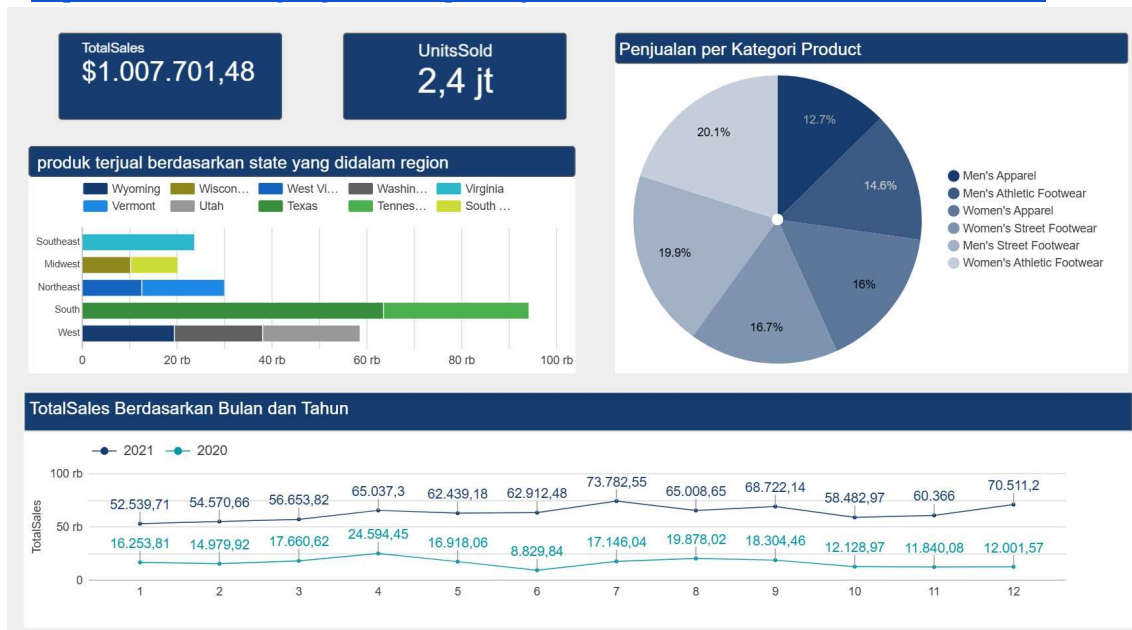 TotalSales
$1.007.701,48
UnitsSold
2,4 jt
produk terjual berdasarkan state yang didalam region
Wyoming Wiscon... West Vi... Washin... Virginia
Vermont Utah Texas Tennes... South ...
Southeast
Midwest
Northeast
South
West
0 20 rb 40 rb 60 rb 80 rb 100 rb
Penjualan per Kategori Product
12.7%
14.6%
16%
16.7%
19.9%
20.1%
Men's Apparel
Men's Athletic Footwear
Women's Apparel
Women's Street Footwear
Men's Street Footwear
Women's Athletic Footwear
TotalSales Berdasarkan Bulan dan Tahun
2021 2020
TotalSales
100 rb
50 rb
0
52.539,71 54.570,66 56.653,82 65.037,3 62.439,18 62.912,48 73.782,55 65.008,65 68.722,14 58.482,97 60.366 70.511,2
16.253,81 14.979,92 17.660,62 24.594,45 16.918,06 8.829,84 17.146,04 19.878,02 18.304,46 12.128,97 11.840,08 12.001,57
1 2 3 4 5 6 7 8 9 10 11 12